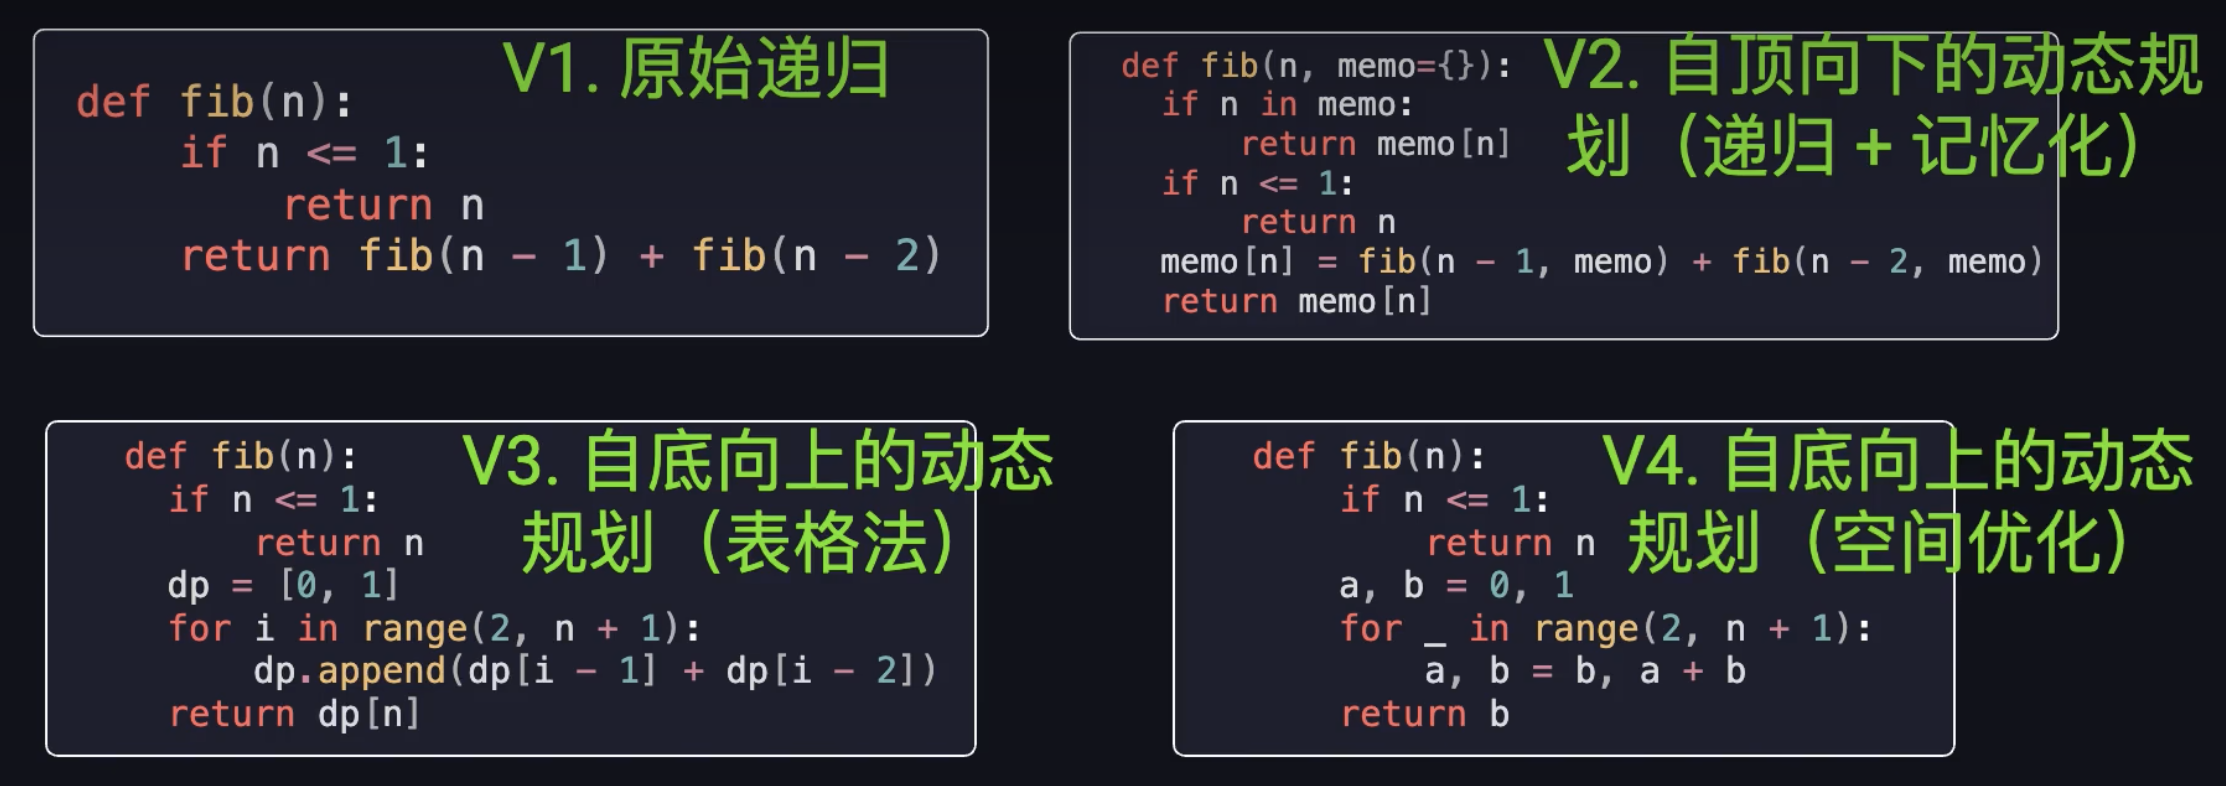 V1. 原始递归
def fib(n):
    if n <= 1:
        return n
    return fib(n - 1) + fib(n - 2)
V2. 自顶向下的动态规
划（递归 + 记忆化）
def fib(n, memo={}):
    if n in memo:
        return memo[n]
    if n <= 1:
        return n
    memo[n] = fib(n - 1, memo) + fib(n - 2, memo)
    return memo[n]
V3. 自底向上的动态
规划（表格法）
def fib(n):
    if n <= 1:
        return n
    dp = [0, 1]
    for i in range(2, n + 1):
        dp.append(dp[i - 1] + dp[i - 2])
    return dp[n]
V4. 自底向上的动态
规划（空间优化）
def fib(n):
    if n <= 1:
        return n
    a, b = 0, 1
    for _ in range(2, n + 1):
        a, b = b, a + b
    return b